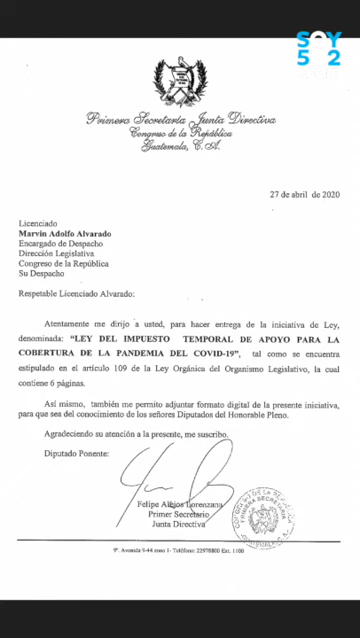 SOY
52
Primera Secretaría Junta Directiva
Congreso de la República
Guatemala, C. A.
27 de abril de 2020
Licenciado
Marvin Adolfo Alvarado
Encargado de Despacho
Dirección Legislativa
Congreso de la República
Su Despacho
Respetable Licenciado Alvarado:
Atentamente me dirijo a usted, para hacer entrega de la iniciativa de Ley,
denominada: “LEY DEL IMPUESTO TEMPORAL DE APOYO PARA LA
COBERTURA DE LA PANDEMIA DEL COVID-19”, tal como se encuentra
estipulado en el artículo 109 de la Ley Orgánica del Organismo Legislativo, la cual
contiene 6 páginas.
Así mismo, también me permito adjuntar formato digital de la presente iniciativa,
para que sea del conocimiento de los señores Diputados del Honorable Pleno.
Agradeciendo su atención a la presente, me suscribo.
Diputado Ponente:
Felipe Alejos Lorenzana
Primer Secretario
Junta Directiva
9ª. Avenida 9-44 zona 1- Teléfono: 22978800 Ext. 1100